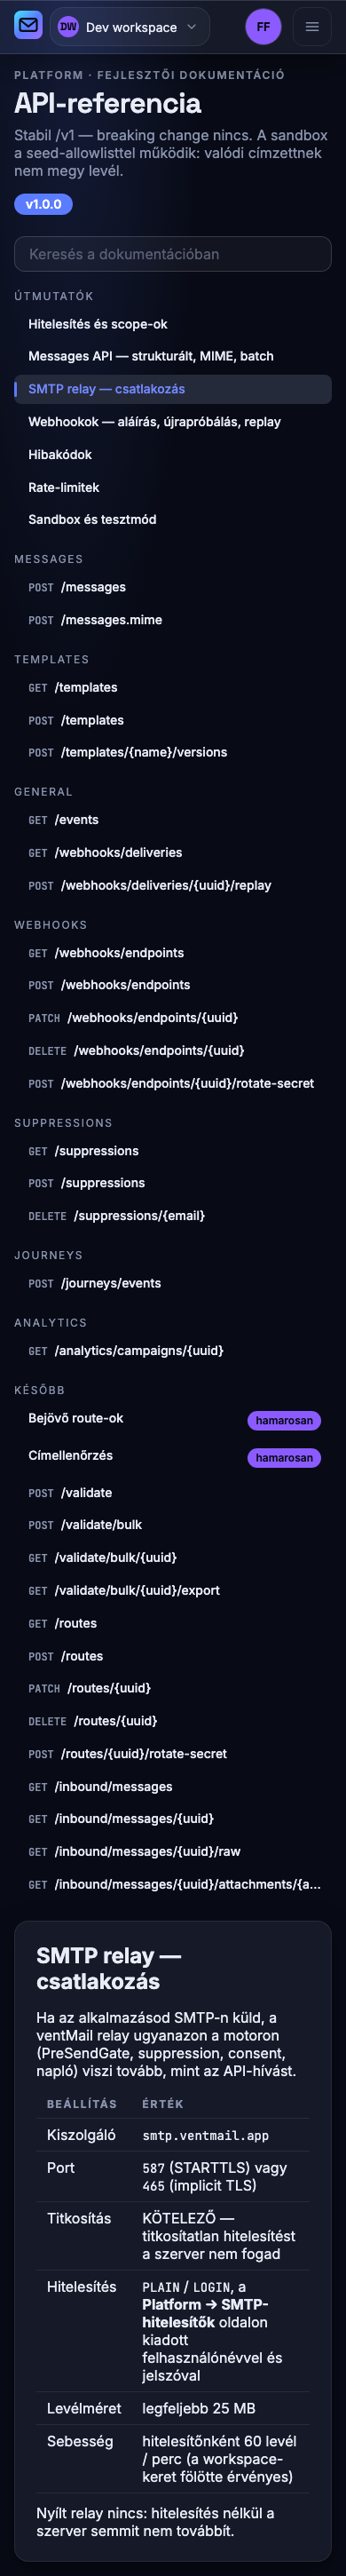 DW Dev workspace FF
PLATFORM · FEJLESZTŐI DOKUMENTÁCIÓ
API-referencia
Stabil /v1 — breaking change nincs. A sandbox
a seed-allowlisttel működik: valódi címzettnek
nem megy levél.
v1.0.0
Keresés a dokumentációban
ÚTMUTATÓK
Hitelesítés és scope-ok
Messages API — strukturált, MIME, batch
SMTP relay — csatlakozás
Webhookok — aláírás, újrapróbálás, replay
Hibakódok
Rate-limitek
Sandbox és tesztmód
MESSAGES
POST /messages
POST /messages.mime
TEMPLATES
GET /templates
POST /templates
POST /templates/{name}/versions
GENERAL
GET /events
GET /webhooks/deliveries
POST /webhooks/deliveries/{uuid}/replay
WEBHOOKS
GET /webhooks/endpoints
POST /webhooks/endpoints
PATCH /webhooks/endpoints/{uuid}
DELETE /webhooks/endpoints/{uuid}
POST /webhooks/endpoints/{uuid}/rotate-secret
SUPPRESSIONS
GET /suppressions
POST /suppressions
DELETE /suppressions/{email}
JOURNEYS
POST /journeys/events
ANALYTICS
GET /analytics/campaigns/{uuid}
KÉSŐBB
Bejövő route-ok hamarosan
Címellenőrzés hamarosan
POST /validate
POST /validate/bulk
GET /validate/bulk/{uuid}
GET /validate/bulk/{uuid}/export
GET /routes
POST /routes
PATCH /routes/{uuid}
DELETE /routes/{uuid}
POST /routes/{uuid}/rotate-secret
GET /inbound/messages
GET /inbound/messages/{uuid}
GET /inbound/messages/{uuid}/raw
GET /inbound/messages/{uuid}/attachments/{a...
SMTP relay —
csatlakozás
Ha az alkalmazásod SMTP-n küld, a
ventMail relay ugyanazon a motoron
(PreSendGate, suppression, consent,
napló) viszi tovább, mint az API-hívást.
BEÁLLÍTÁS ÉRTÉK
Kiszolgáló smtp.ventmail.app
Port 587 (STARTTLS) vagy
465 (implicit TLS)
Titkosítás KÖTELEZŐ —
titkosítatlan hitelesítést
a szerver nem fogad
Hitelesítés PLAIN / LOGIN, a
Platform → SMTP-
hitelesítők oldalon
kiadott
felhasználónévvel és
jelszóval
Levélméret legfeljebb 25 MB
Sebesség hitelesítőnként 60 levél
/ perc (a workspace-
keret fölötte érvényes)
Nyílt relay nincs: hitelesítés nélkül a
szerver semmit nem továbbít.